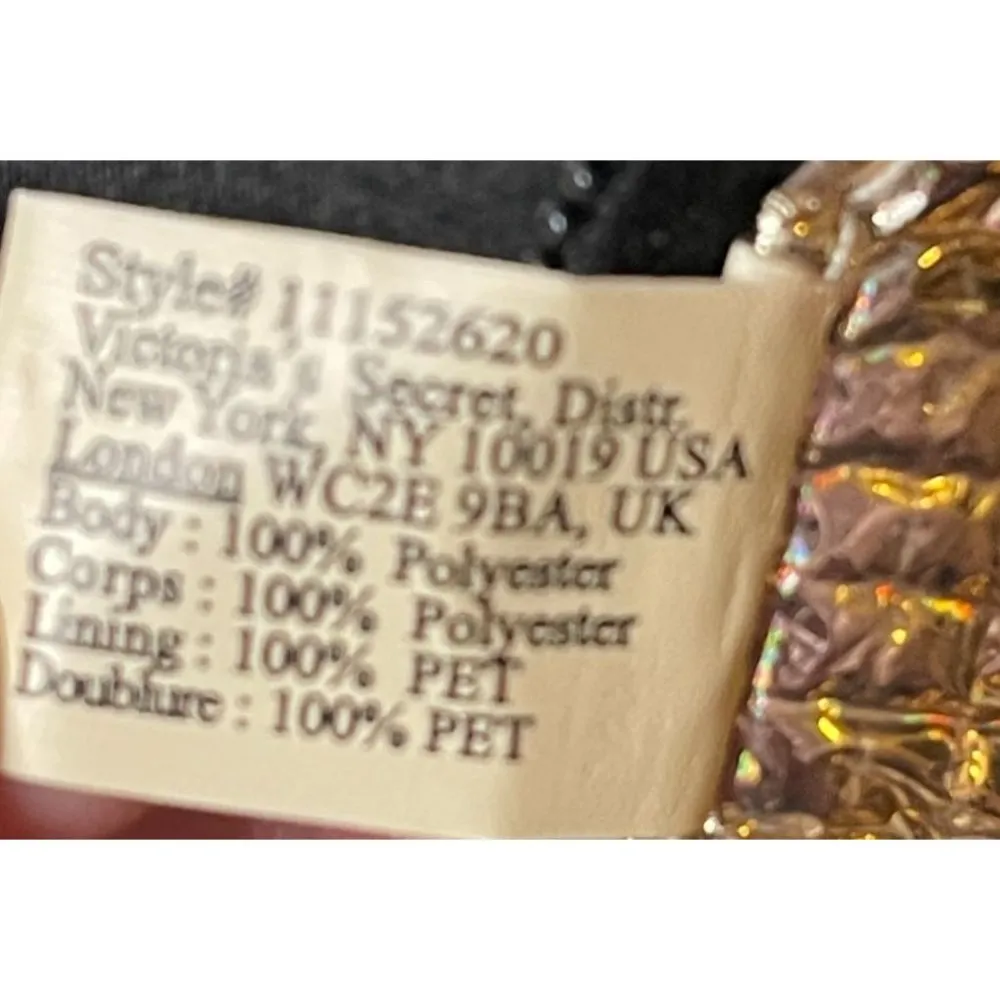 Style# 11152620
Victoria's Secret, Distr.
New York, NY 10019 USA
London WC2E 9BA, UK
Body : 100% Polyester
Corps : 100% Polyester
Lining : 100% PET
Doublure : 100% PET